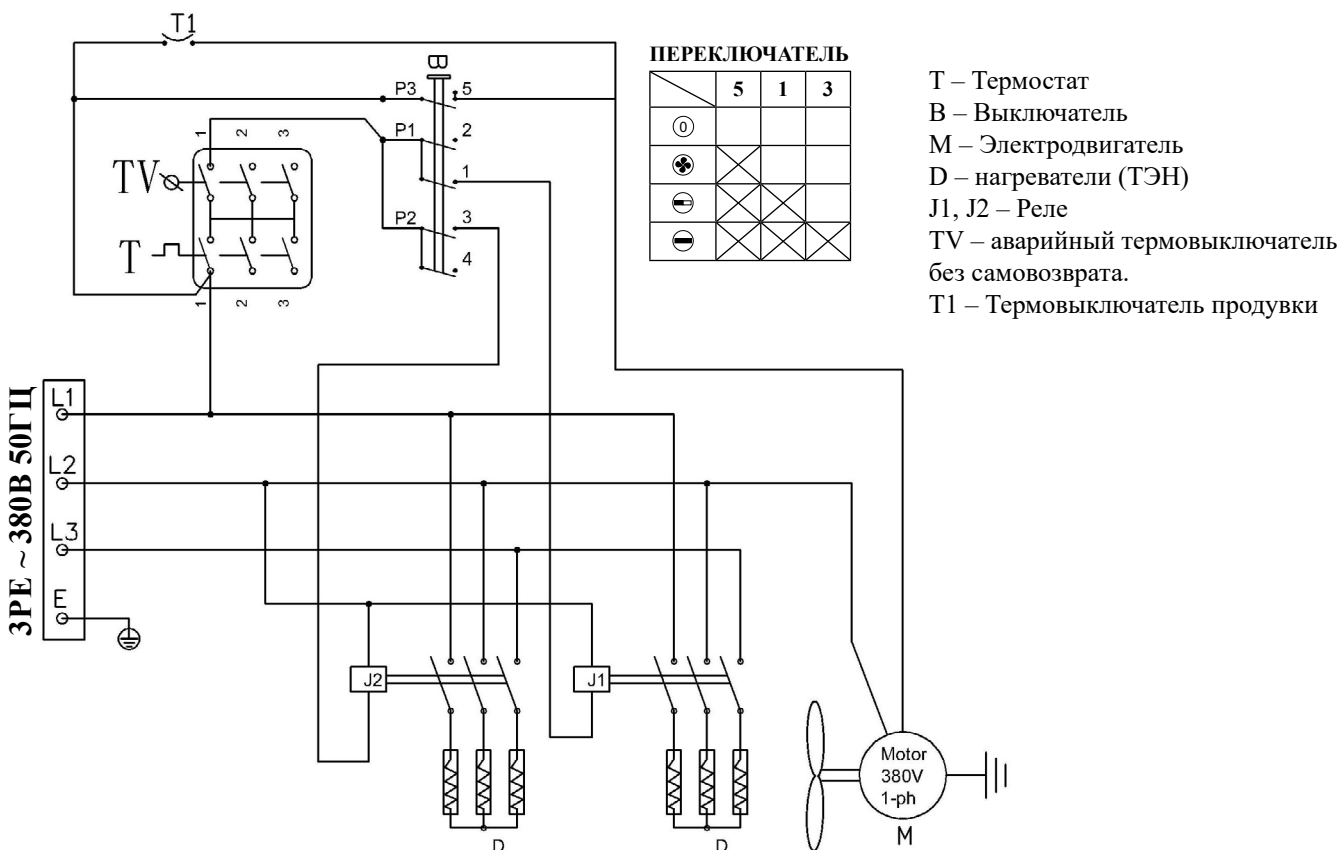 T1
B
P3
5
P1
2
1
P2
3
4
1 2 3
TV
T
1 2 3
ПЕРЕКЛЮЧАТЕЛЬ
5 1 3
0
T – Термостат
B – Выключатель
M – Электродвигатель
D – нагреватели (ТЭН)
J1, J2 – Реле
TV – аварийный термовыключатель
без самовозврата.
T1 – Термовыключатель продувки
3PE ~ 380В 50ГЦ
L1
L2
L3
E
J2
J1
Motor
380V
1-ph
M
D
D